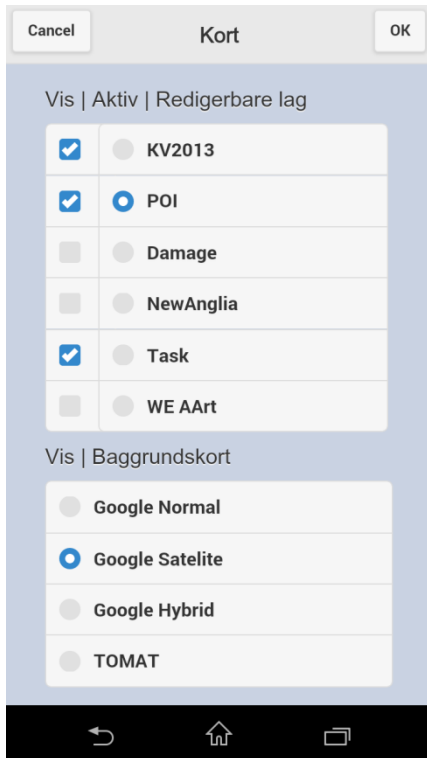 Cancel Kort OK
Vis | Aktiv | Redigerbare lag
KV2013
POI
Damage
NewAnglia
Task
WE AArt
Vis | Baggrundskort
Google Normal
Google Satelite
Google Hybrid
TOMAT